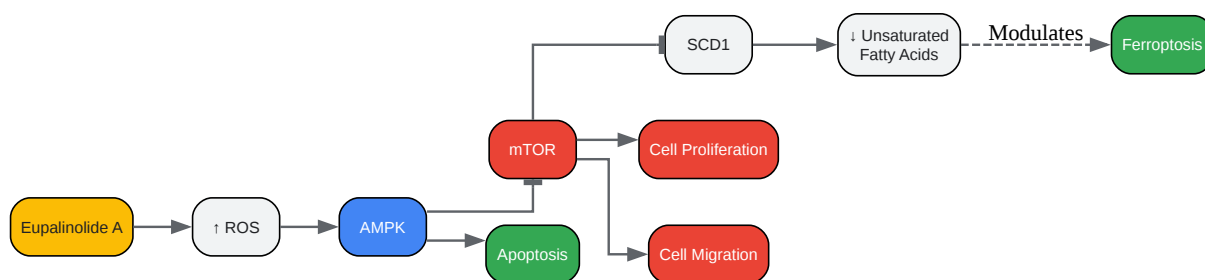 SCD1
↓ Unsaturated
Fatty Acids
Modulates
Ferroptosis
mTOR
Cell Proliferation
Eupalinolide A
↑ ROS
AMPK
Apoptosis
Cell Migration